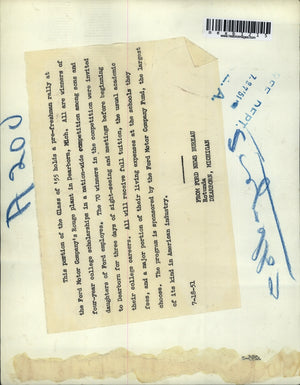 This portion of the Class of '55 holds a pre-freshman rally at
the Ford Motor Company's Rouge plant in Dearborn, Mich. All are winners of
four-year college scholarships in a nation-wide competition among sons and
daughters of Ford employes. The 70 winners in the competition were invited
to Dearborn for three days of sight-seeing and meetings before beginning
their college careers. All will receive full tuition, the usual academic
fees, and a major portion of their living expenses at the schools they
choose. The program is sponsored by the Ford Motor Company Fund, the largest
of its kind in American industry.
FROM FORD NEWS BUREAU
Rotunda
DEARBORN, MICHIGAN
7-18-51
A200